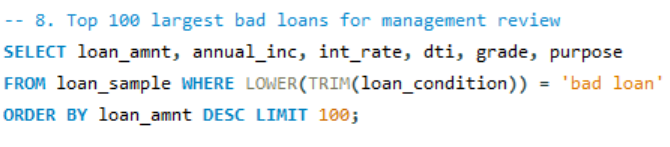 -- 8. Top 100 largest bad loans for management review
SELECT loan_amnt, annual_inc, int_rate, dti, grade, purpose
FROM loan_sample WHERE LOWER(TRIM(loan_condition)) = 'bad loan'
ORDER BY loan_amnt DESC LIMIT 100;